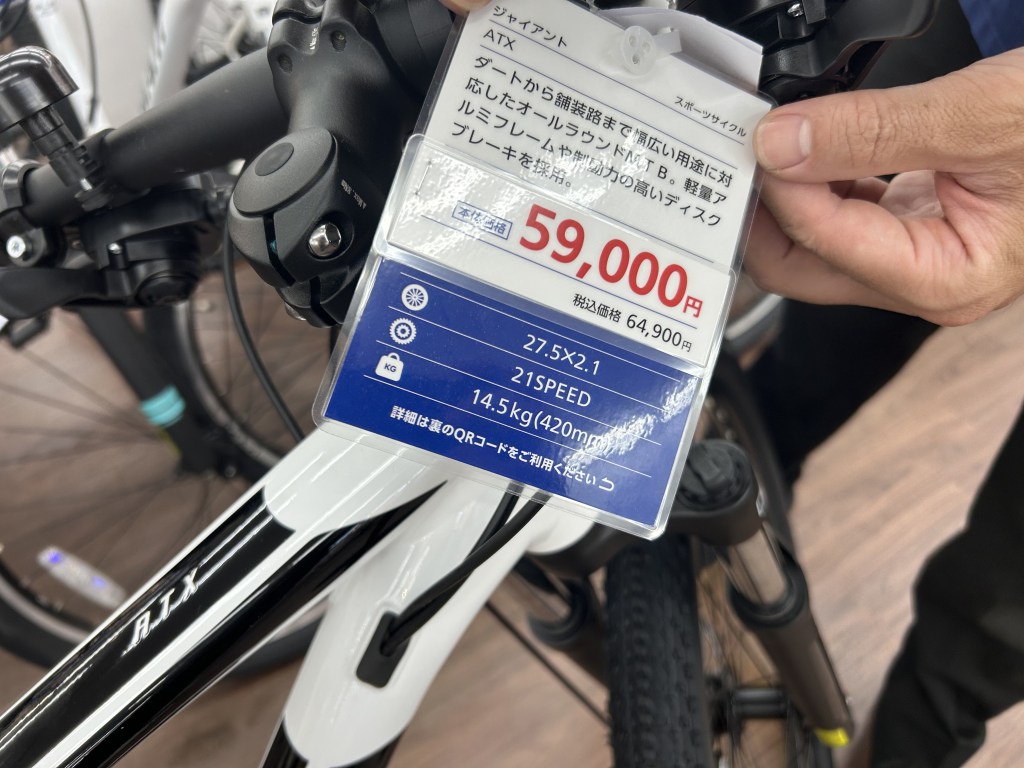 ジャイアント
スポーツサイクル
ATX
ダートから舗装路まで幅広い用途に対
応したオールラウンドMTB。軽量ア
ルミフレームや制動力の高いディスク
ブレーキを採用。
本体価格 59,000円
税込価格 64,900円
27.5×2.1
21SPEED
KG 14.5kg(420mm)
詳細は裏のQRコードをご利用ください
ATX